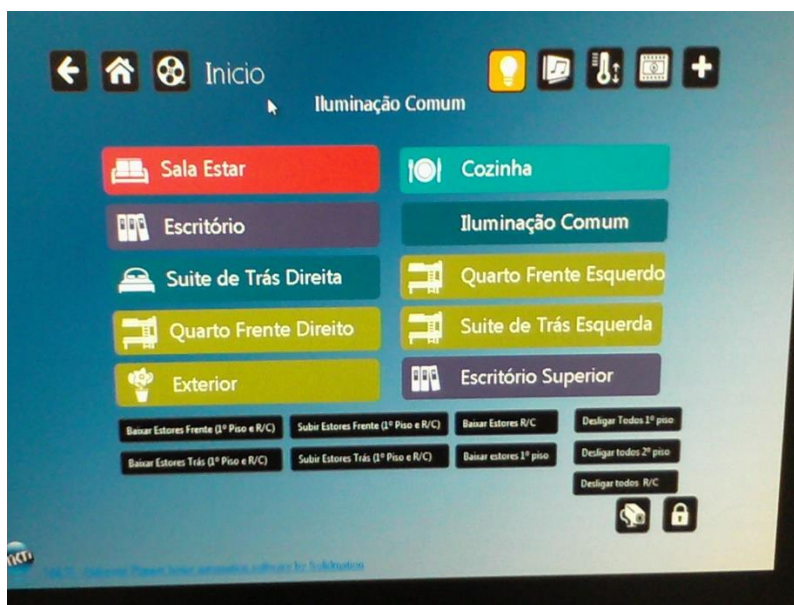 Inicio
Iluminação Comum
Sala Estar
Cozinha
Escritório
Iluminação Comum
Suite de Trás Direita
Quarto Frente Esquerdo
Quarto Frente Direito
Suite de Trás Esquerda
Exterior
Escritório Superior
Baixar Estores Frente (1º Piso e R/C)
Subir Estores Frente (1º Piso e R/C)
Baixar Estores R/C
Desligar Todos 1º piso
Baixar Estores Trás (1º Piso e R/C)
Subir Estores Trás (1º Piso e R/C)
Baixar estores 1º piso
Desligar todos 2º piso
Desligar todos R/C
software by